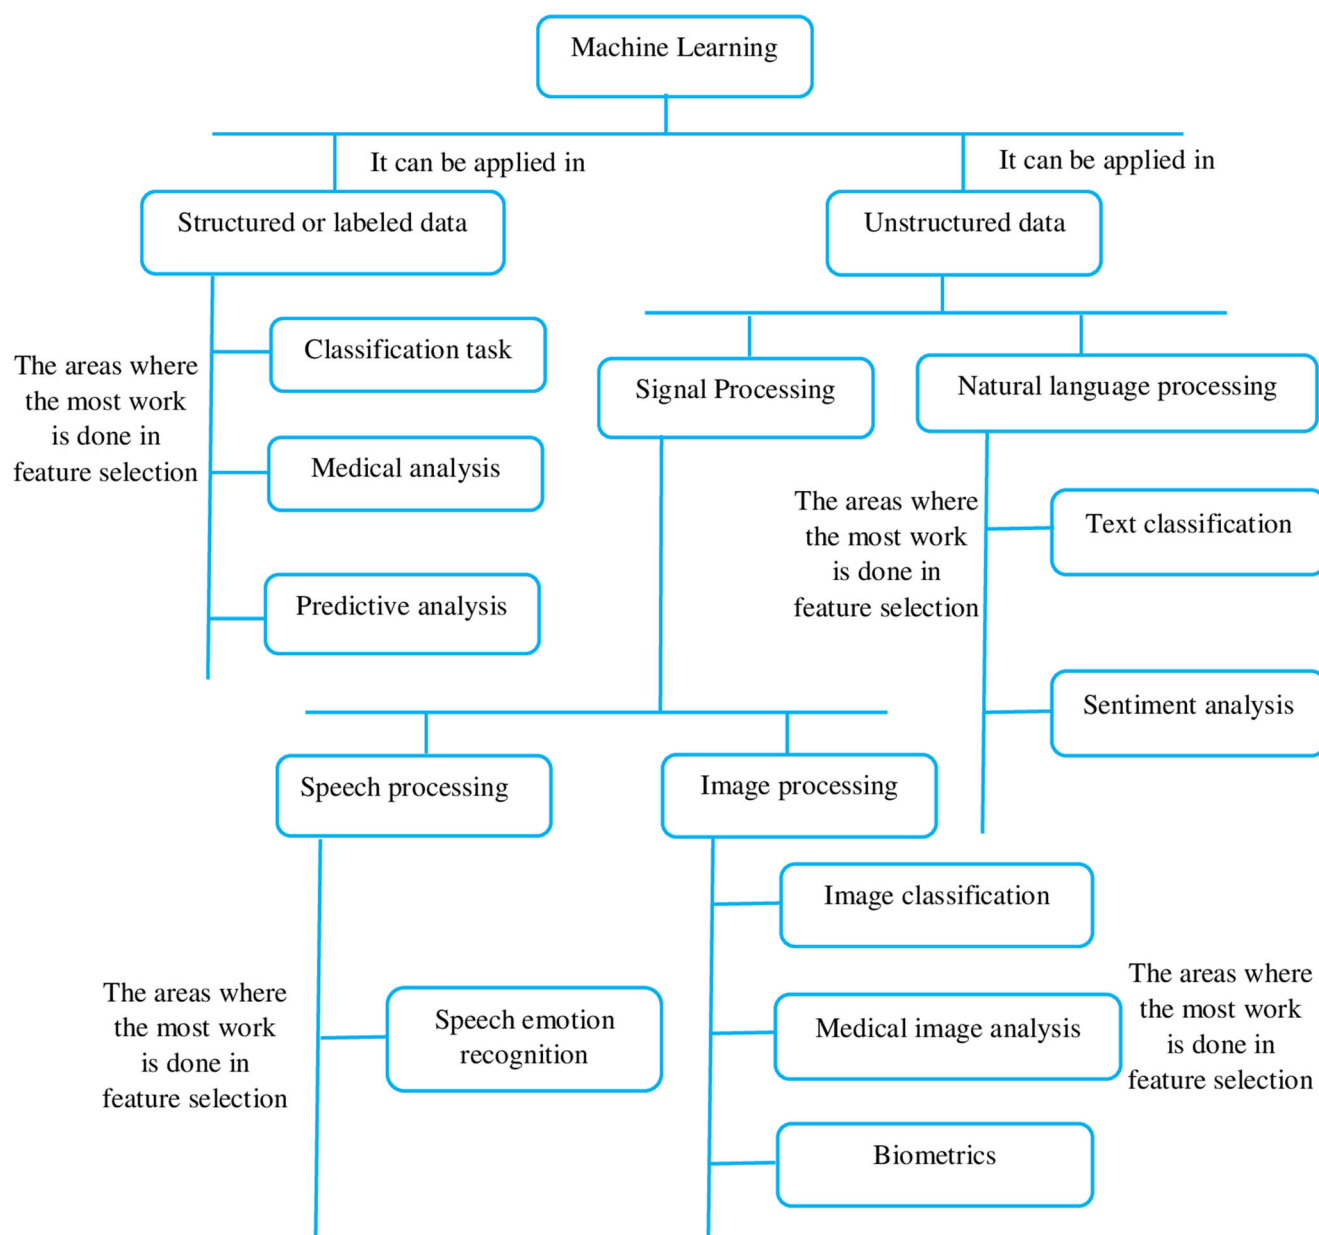 Machine Learning
It can be applied in
It can be applied in
Structured or labeled data
Unstructured data
The areas where
the most work
is done in
feature selection
Classification task
Medical analysis
Predictive analysis
Signal Processing
Natural language processing
The areas where
the most work
is done in
feature selection
Text classification
Sentiment analysis
Speech processing
Image processing
The areas where
the most work
is done in
feature selection
Speech emotion
recognition
Image classification
Medical image analysis
Biometrics
The areas where
the most work
is done in
feature selection